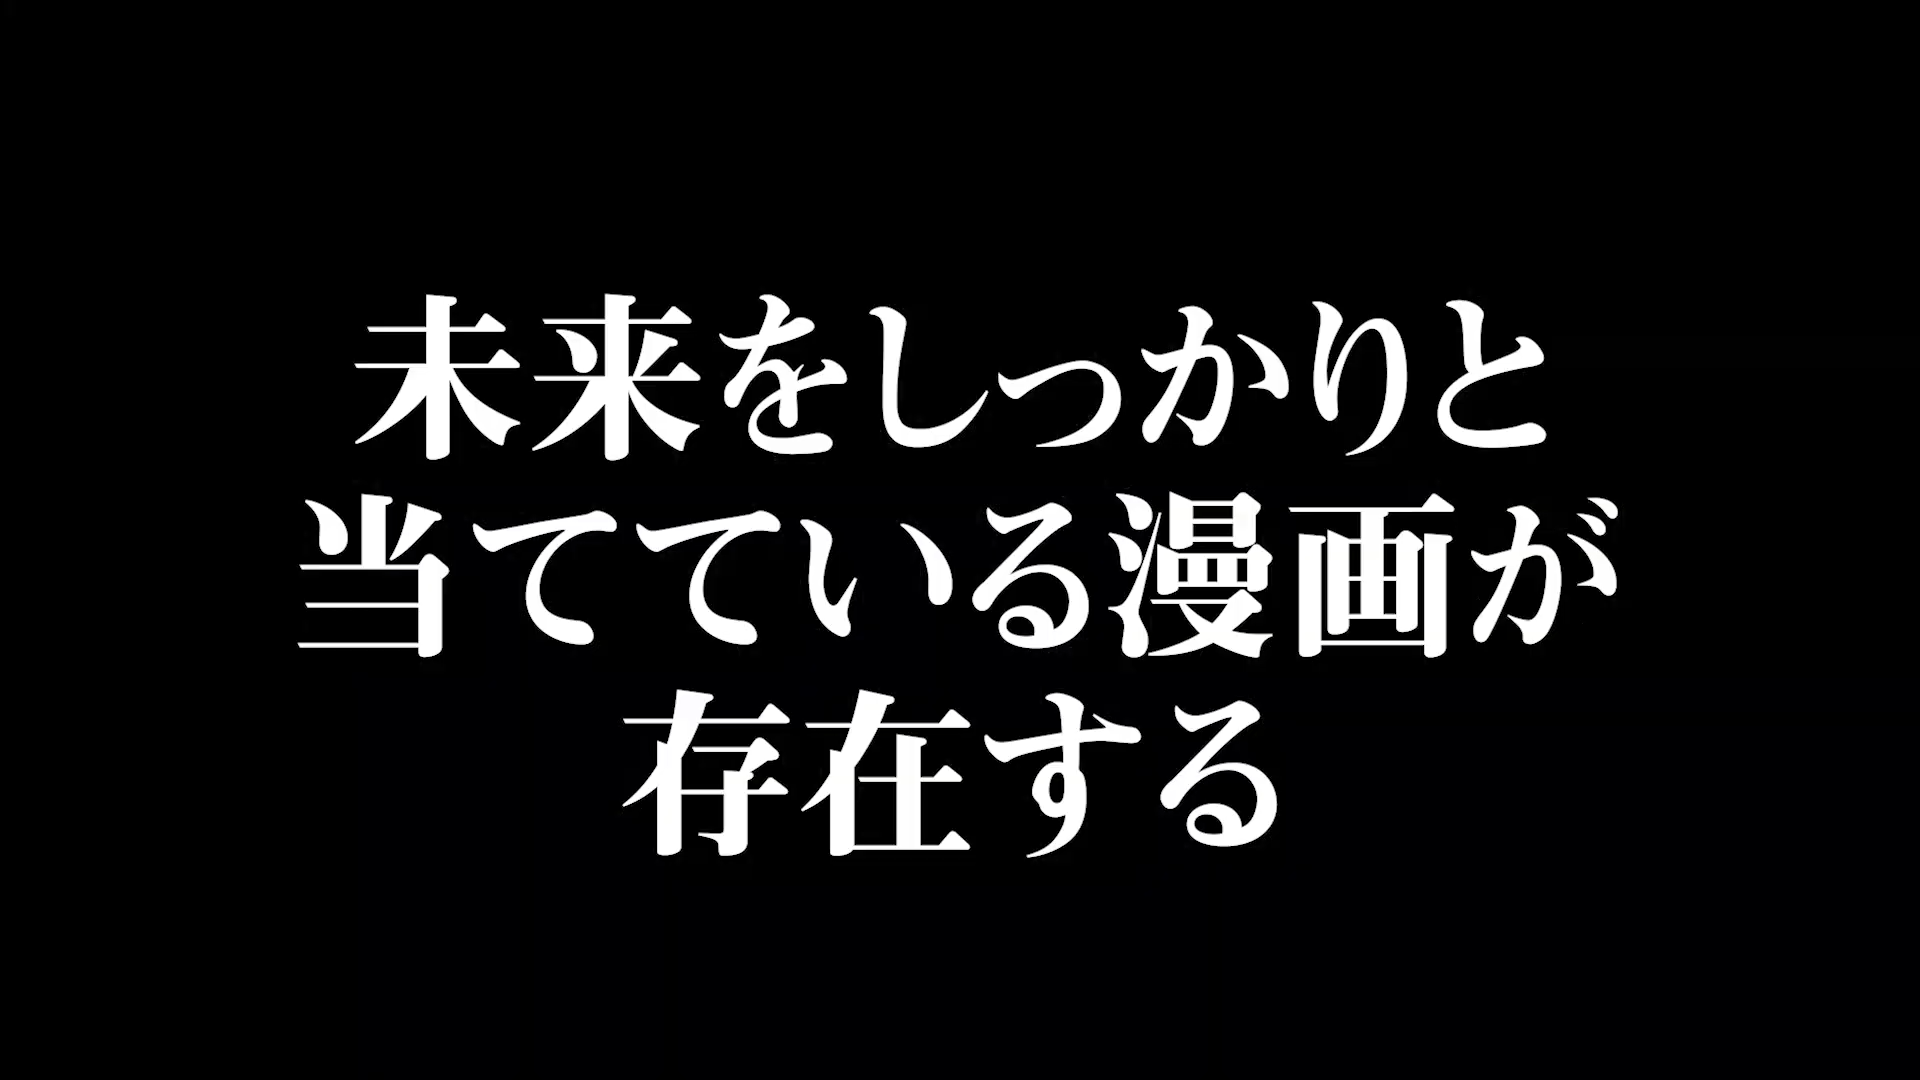 未来をしっかりと
当てている漫画が
存在する